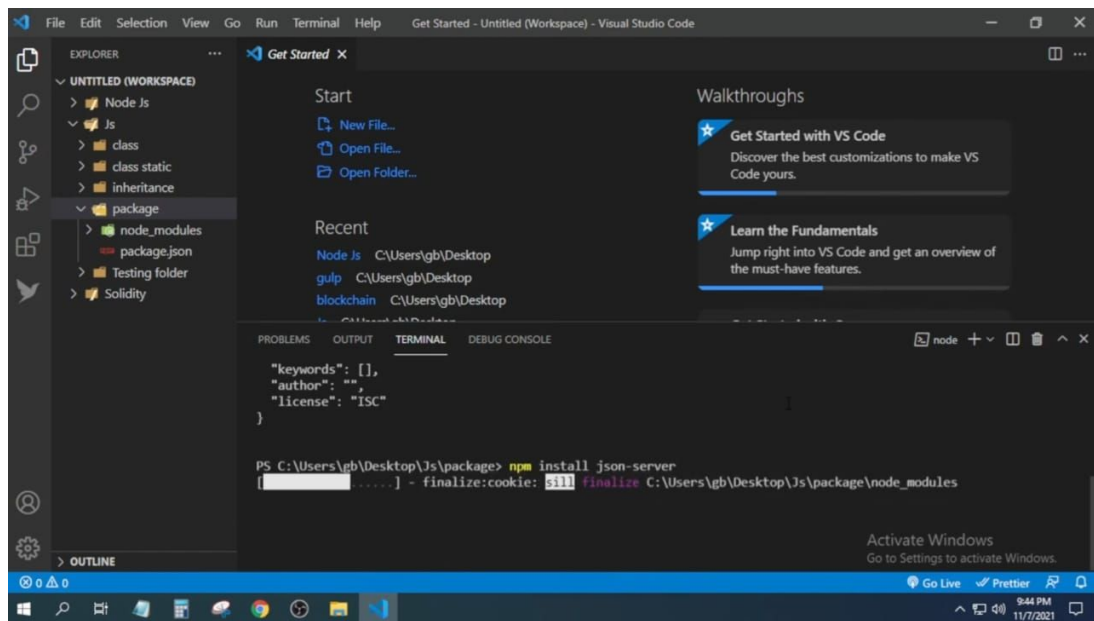 File Edit Selection View Go Run Terminal Help Get Started - Untitled (Workspace) - Visual Studio Code
EXPLORER
Get Started
UNTITLED (WORKSPACE)
Node Js
Js
class
class static
inheritance
package
node_modules
package.json
Testing folder
Solidity
OUTLINE
Start
New File...
Open File...
Open Folder...
Recent
Node Js C:\Users\gb\Desktop
gulp C:\Users\gb\Desktop
blockchain C:\Users\gb\Desktop
Walkthroughs
Get Started with VS Code
Discover the best customizations to make VS
Code yours.
Learn the Fundamentals
Jump right into VS Code and get an overview of
the must-have features.
PROBLEMS OUTPUT TERMINAL DEBUG CONSOLE
node
"keywords": [],
"author": "",
"license": "ISC"
}
PS C:\Users\gb\Desktop\Js\package> npm install json-server
[ ......] - finalize:cookie: sill finalize C:\Users\gb\Desktop\Js\package\node_modules
Activate Windows
Go to Settings to activate Windows.
0 0
Go Live Prettier
9:44 PM
11/7/2021